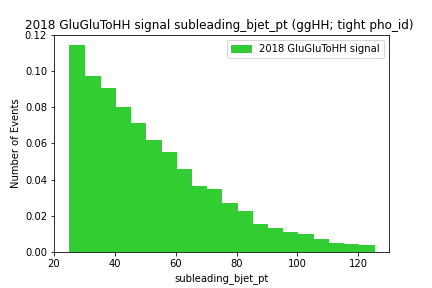 2018 GluGluToHH signal subleading_bjet_pt (ggHH; tight pho_id)
2018 GluGluToHH signal
Number of Events
0.12
0.10
0.08
0.06
0.04
0.02
0.00
20 40 60 80 100 120
subleading_bjet_pt